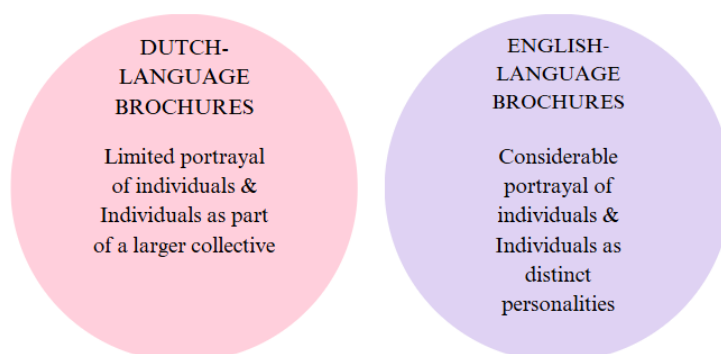 DUTCH-
LANGUAGE
BROCHURES
Limited portrayal
of individuals &
Individuals as part
of a larger collective
ENGLISH-
LANGUAGE
BROCHURES
Considerable
portrayal of
individuals &
Individuals as
distinct
personalities